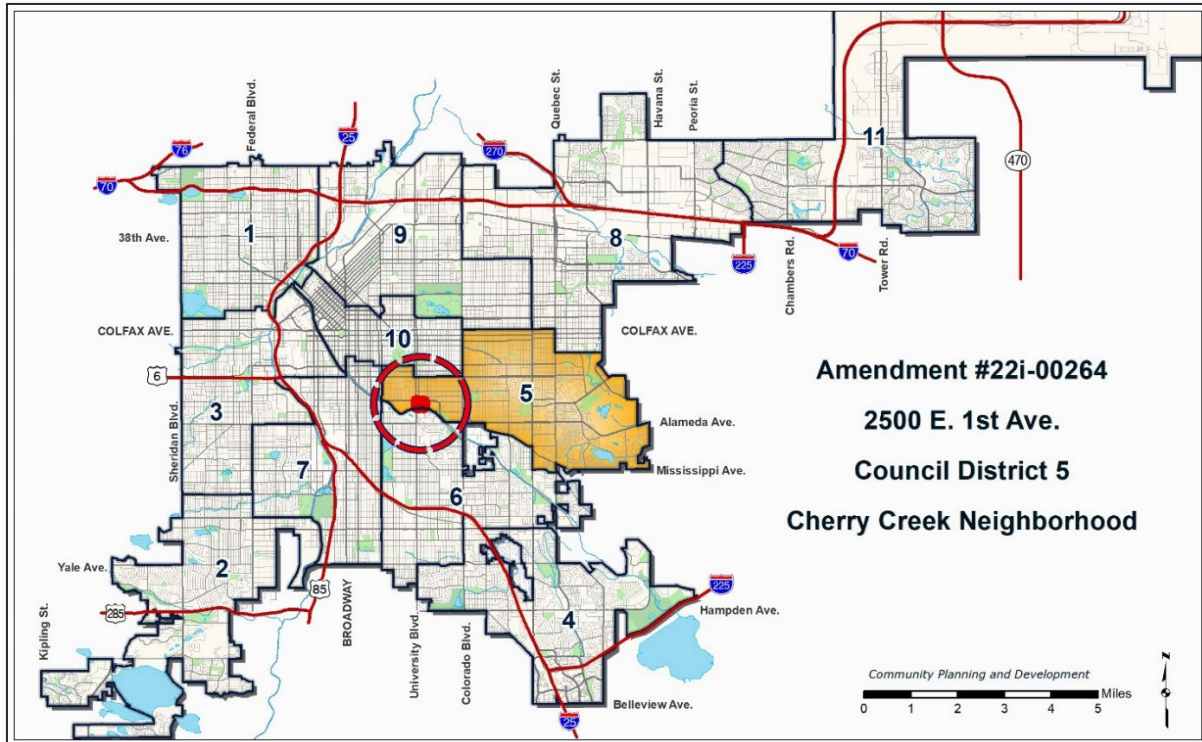 Federal Blvd.
Quebec St.
Havana St.
Peoria St.
25
76
270
11
70
470
1
9
38th Ave.
8
Chambers Rd.
Tower Rd.
225
70
COLFAX AVE.
COLFAX AVE.
10
Amendment #22i-00264
6
5
3
2500 E. 1st Ave.
Sheridan Blvd.
Alameda Ave.
Council District 5
7
Mississippi Ave.
6
Cherry Creek Neighborhood
Yale Ave.
2
85
225
285
BROADWAY
4
Hampden Ave.
Kipling St.
University Blvd.
Colorado Blvd.
Community Planning and Development
Z
Miles
Belleview Ave.
0 1 2 3 4 5
25